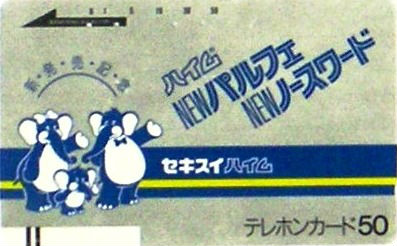 新・発・売・記・念
ハイム
NEWパルフェ
NEWノースワード
セキスイハイム
テレホンカード50